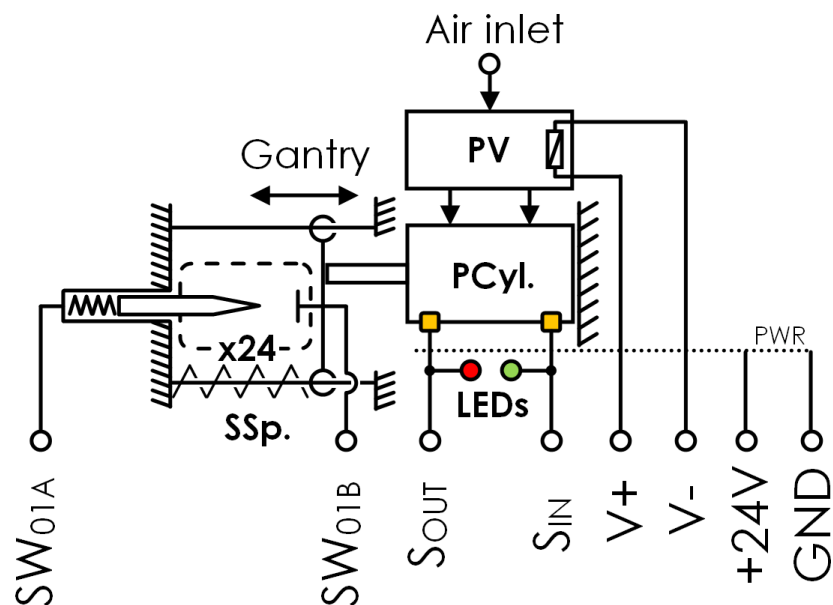 Air inlet
PV
Gantry
PCyl.
x24
PWR
LEDs
SSp.
SW01A
SW01B
SOUT
SIN
V+
V-
+24V
GND